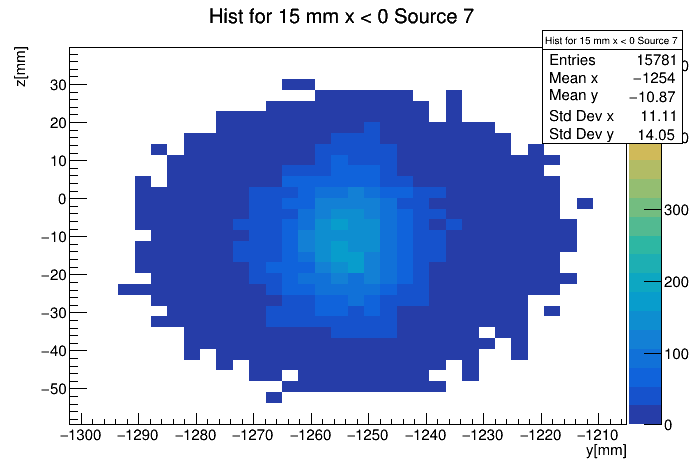 Hist for 15 mm x < 0 Source 7
z[mm]
Hist for 15 mm x < 0 Source 7
Entries 15781
Mean x −1254
Mean y −10.87
Std Dev x 11.11
Std Dev y 14.05
30
20
10
0
−10
−20
−30
−40
−50
0
0
300
200
100
0
−1300 −1290 −1280 −1270 −1260 −1250 −1240 −1230 −1220 −1210
y[mm]